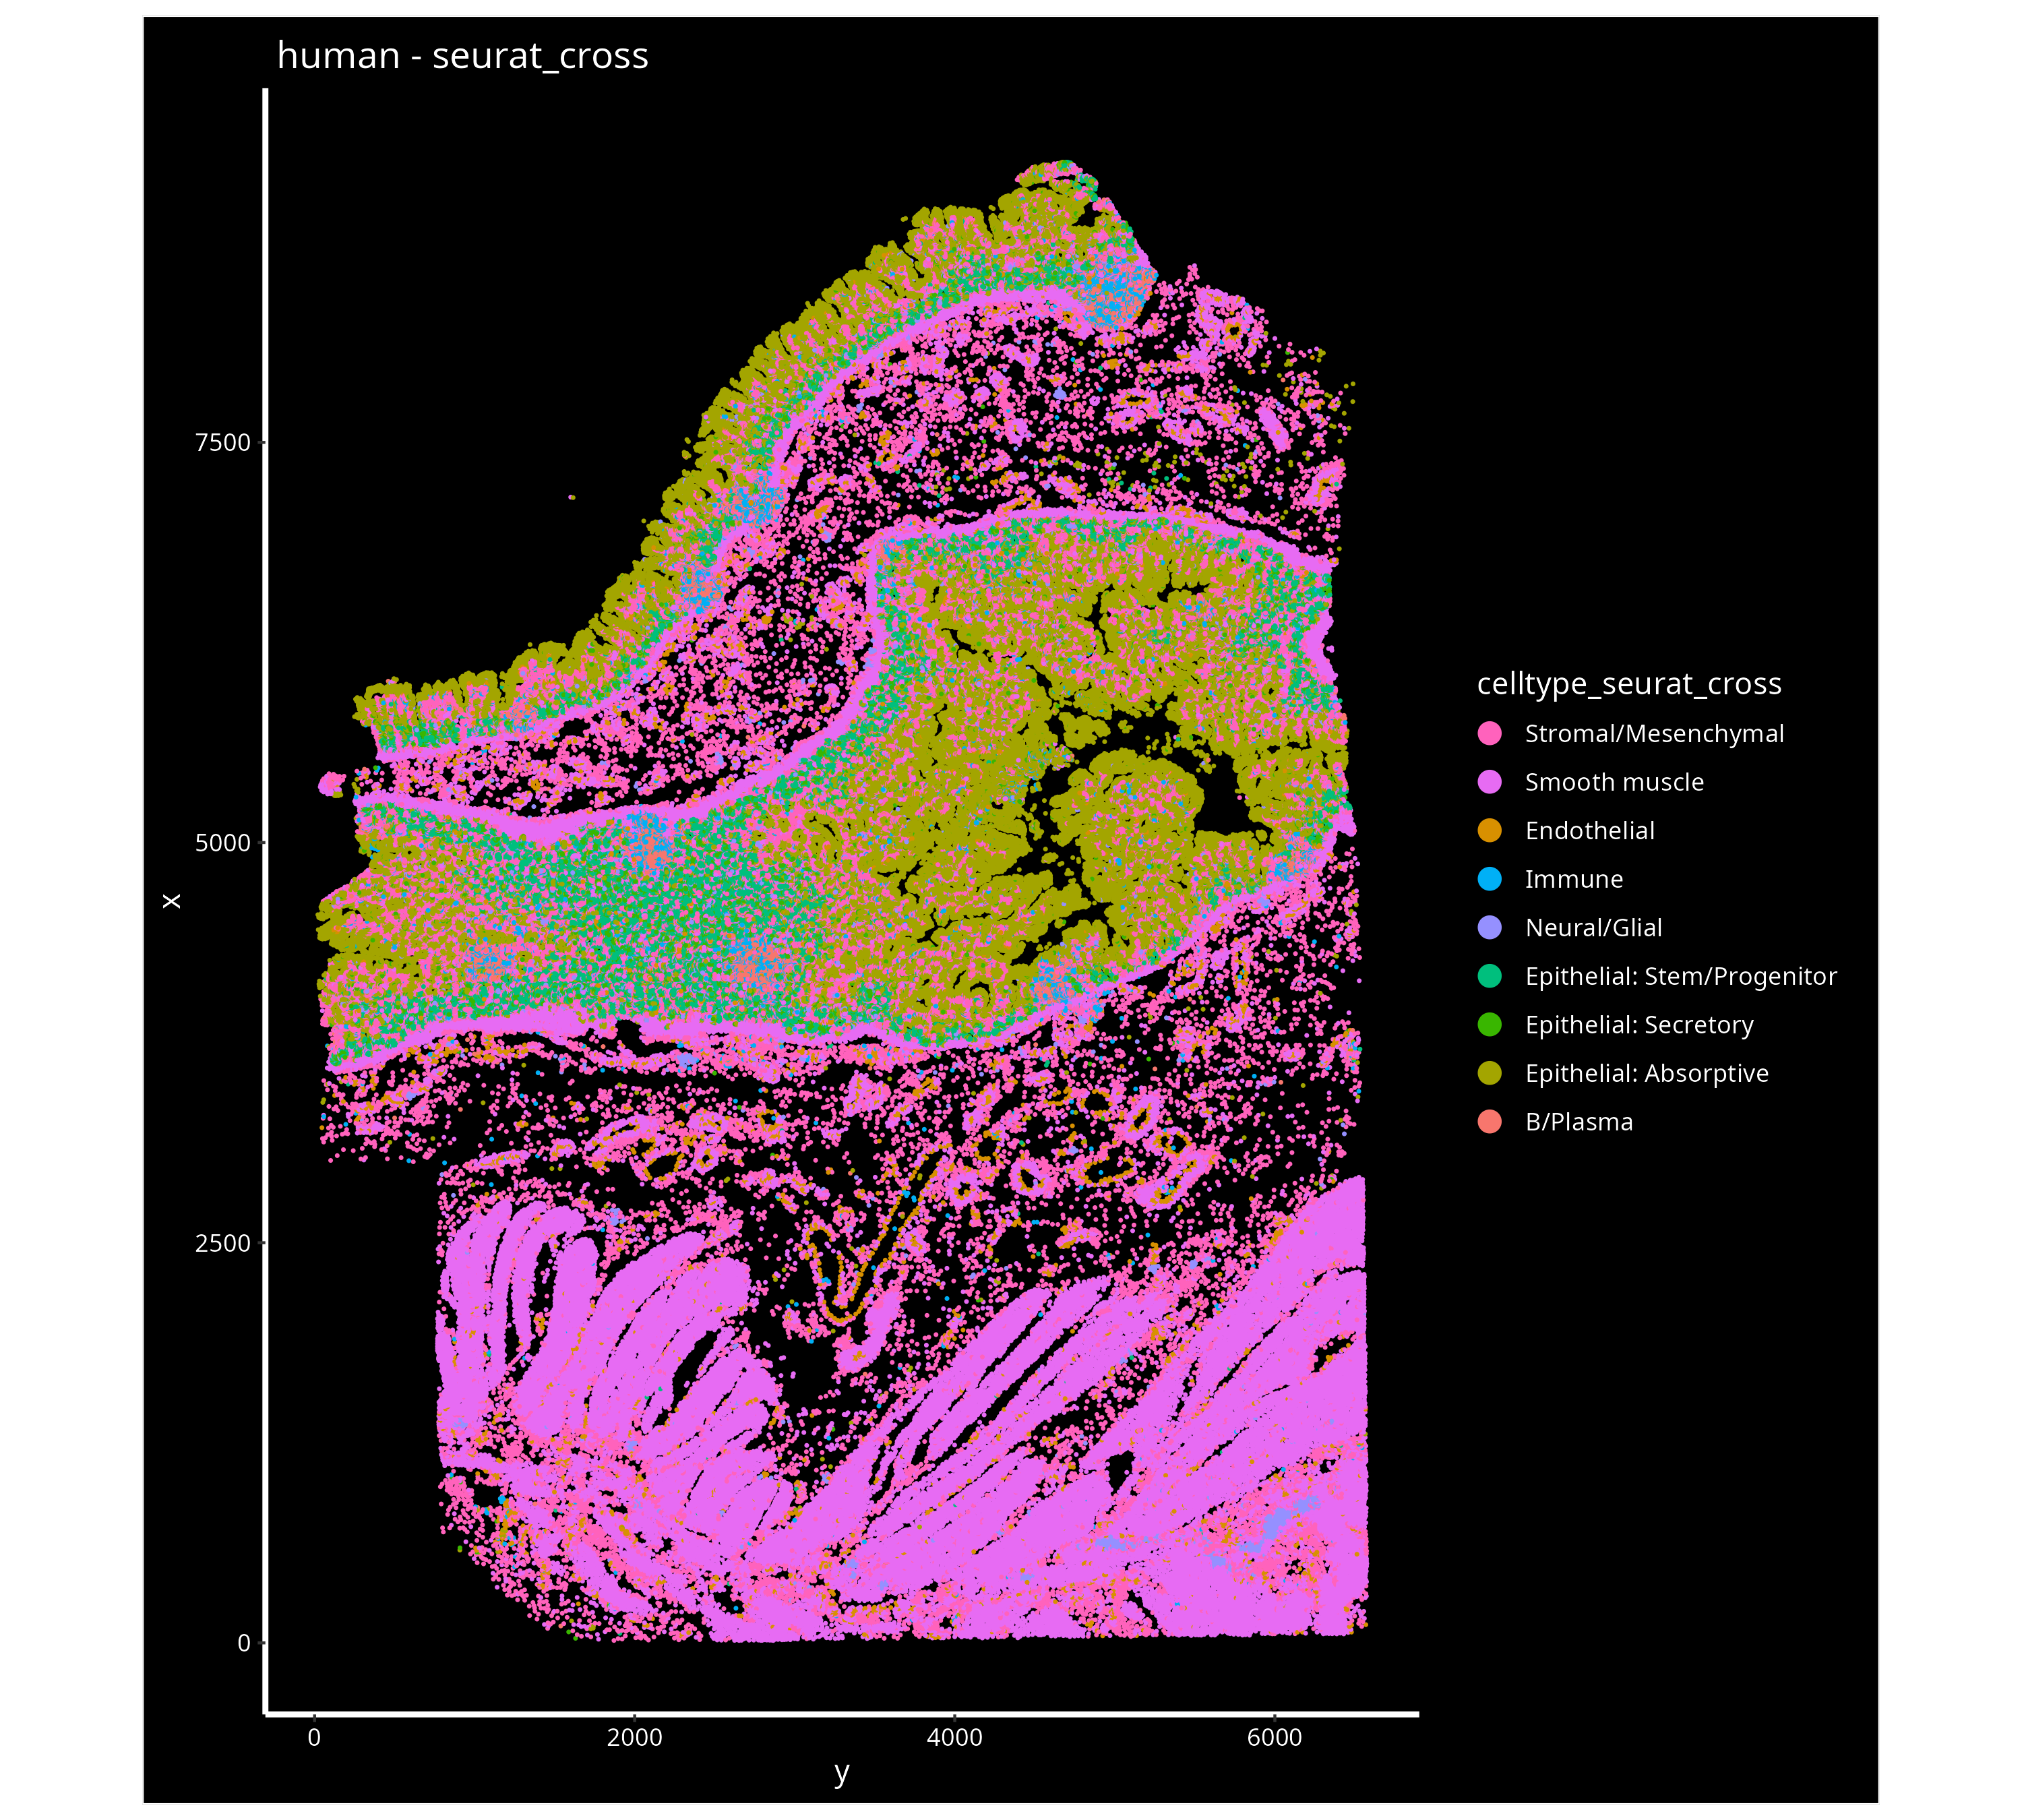 human - seurat_cross
7500
5000
2500
0
x
0 2000 4000 6000
y
celltype_seurat_cross
Stromal/Mesenchymal
Smooth muscle
Endothelial
Immune
Neural/Glial
Epithelial: Stem/Progenitor
Epithelial: Secretory
Epithelial: Absorptive
B/Plasma